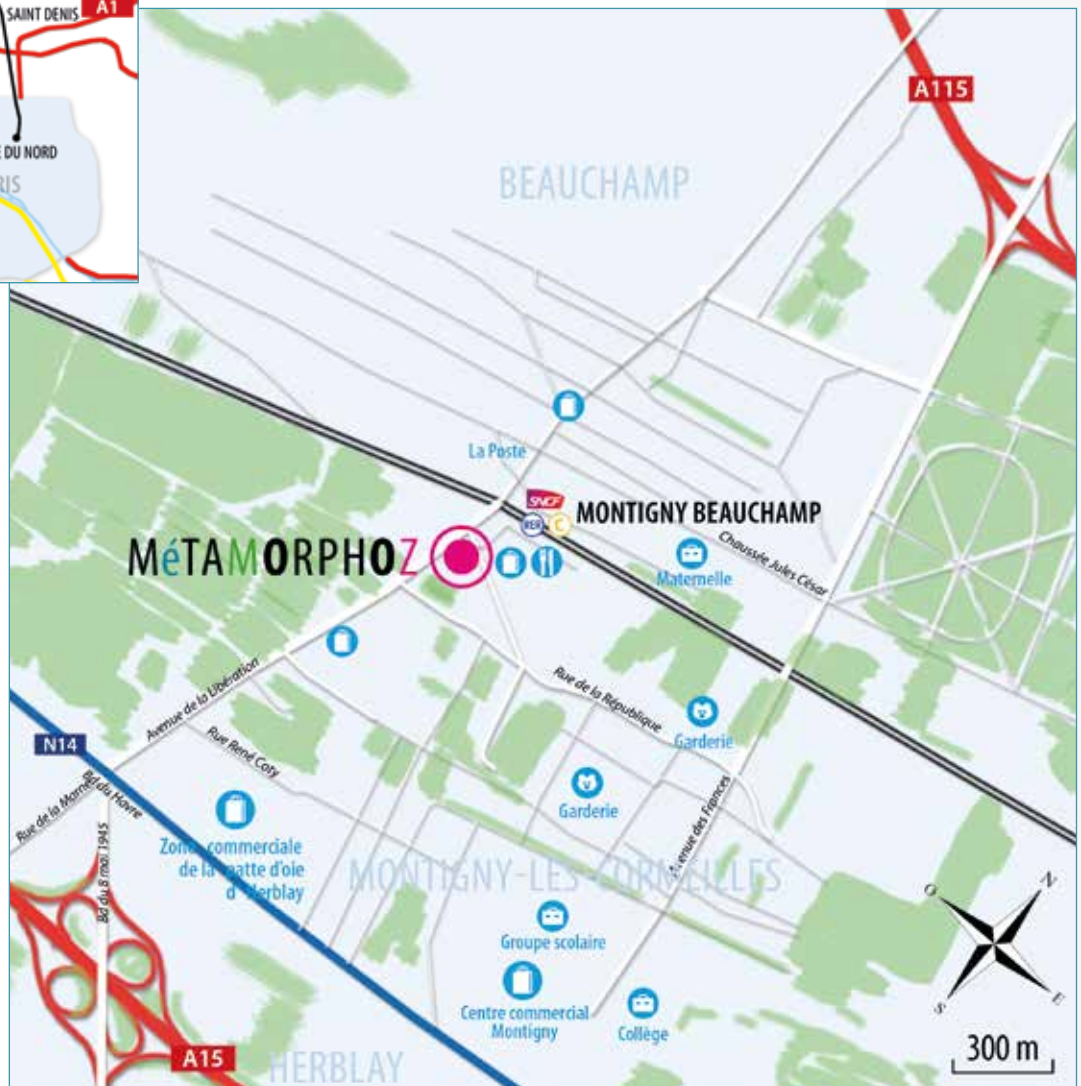 SAINT DENIS
A1
DU NORD
A115
BEAUCHAMP
La Poste
SNCF
RER
C
MONTIGNY BEAUCHAMP
MéTAMORPHOZ
Maternelle
Chaussée Jules César
Avenue de la Libération
Rue de la République
Garderie
N14
Rue René Coty
Garderie
Rue de la Marne
Bd du Havre
Avenue des Frances
Zone commerciale
de la patte d'oie
d'Herblay
Bd du 8 mai 1945
MONTIGNY-LES-CORMEILLES
Groupe scolaire
Centre commercial
Montigny
Collège
O
N
S
E
A15
HERBLAY
300 m